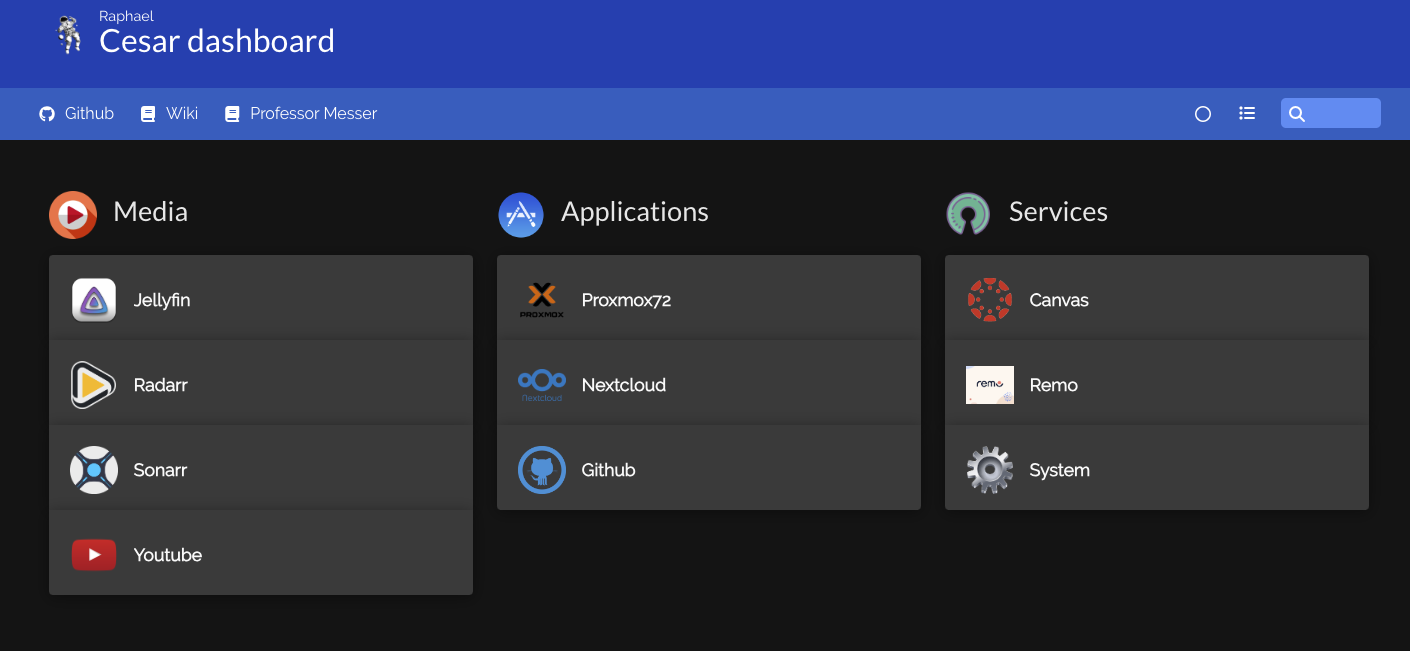 Raphael
Cesar dashboard
Github Wiki Professor Messer
Media
Jellyfin
Radarr
Sonarr
Youtube
Applications
PROXMOX
Proxmox72
Nextcloud
Nextcloud
Github
Services
Canvas
remo
Remo
System